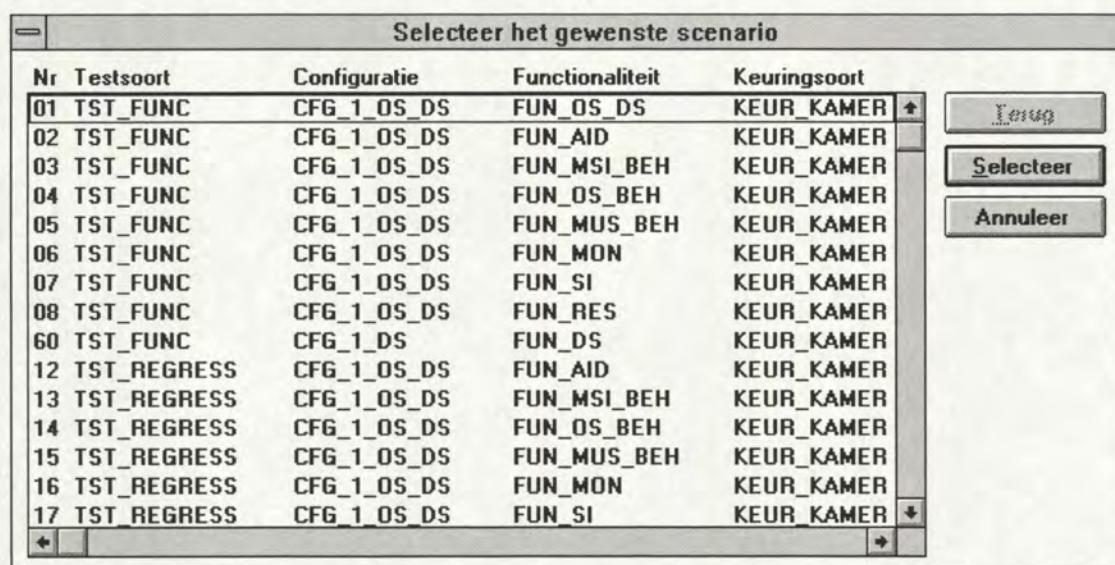 Selecteer het gewenste scenario
Nr Testsoort Configuratie Functionaliteit Keuringsoort
01 TST_FUNC CFG_1_OS_DS FUN_OS_DS KEUR_KAMER
02 TST_FUNC CFG_1_OS_DS FUN_AID KEUR_KAMER
03 TST_FUNC CFG_1_OS_DS FUN_MSI_BEH KEUR_KAMER
04 TST_FUNC CFG_1_OS_DS FUN_OS_BEH KEUR_KAMER
05 TST_FUNC CFG_1_OS_DS FUN_MUS_BEH KEUR_KAMER
06 TST_FUNC CFG_1_OS_DS FUN_MON KEUR_KAMER
07 TST_FUNC CFG_1_OS_DS FUN_SI KEUR_KAMER
08 TST_FUNC CFG_1_OS_DS FUN_RES KEUR_KAMER
60 TST_FUNC CFG_1_DS FUN_DS KEUR_KAMER
12 TST_REGRESS CFG_1_OS_DS FUN_AID KEUR_KAMER
13 TST_REGRESS CFG_1_OS_DS FUN_MSI_BEH KEUR_KAMER
14 TST_REGRESS CFG_1_OS_DS FUN_OS_BEH KEUR_KAMER
15 TST_REGRESS CFG_1_OS_DS FUN_MUS_BEH KEUR_KAMER
16 TST_REGRESS CFG_1_OS_DS FUN_MON KEUR_KAMER
17 TST_REGRESS CFG_1_OS_DS FUN_SI KEUR_KAMER
Terug
Selecteer
Annuleer